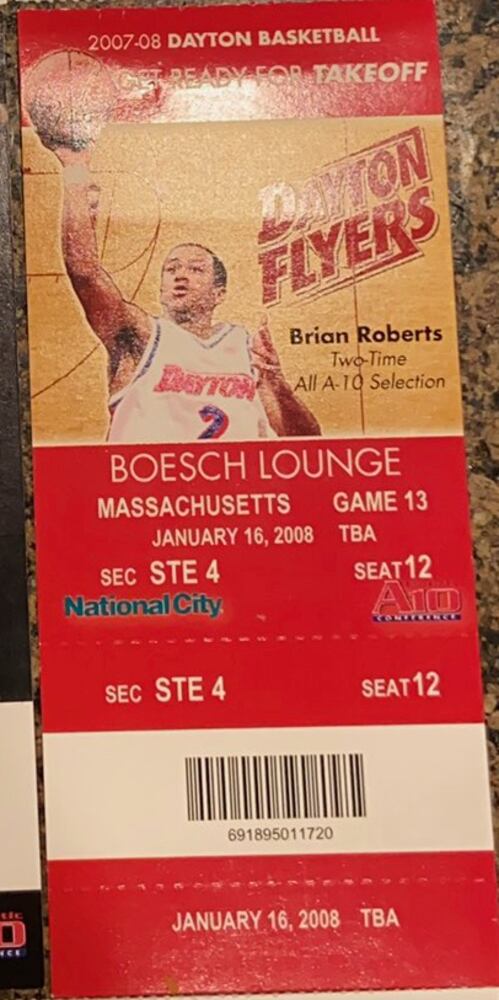 2007-08 DAYTON BASKETBALL
GET READY FOR TAKEOFF
DAYTON
FLYERS
Brian Roberts
Two-Time
All A-10 Selection
DAYTON
2
BOESCH LOUNGE
MASSACHUSETTS GAME 13
JANUARY 16, 2008 TBA
SEC STE 4 SEAT 12
National City A10
CONFERENCE
SEC STE 4 SEAT 12
691895011720
JANUARY 16, 2008 TBA